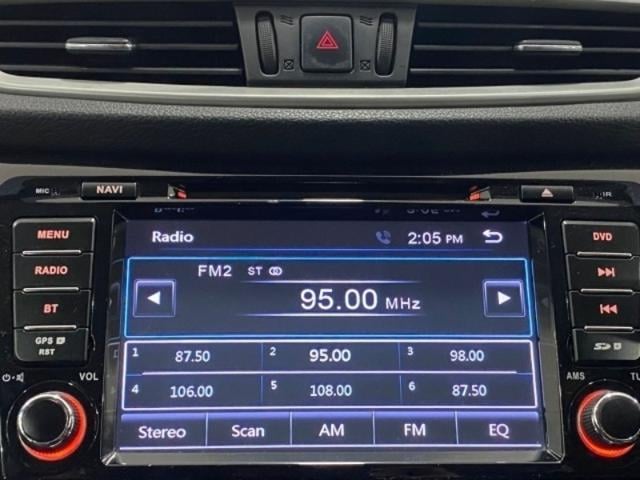 MIC NAVI
MENU
RADIO
BT
GPS
RST
VOL
Radio 2:05 PM
FM2 ST
95.00 MHz
1 87.50 2 95.00 3 98.00
4 106.00 5 108.00 6 87.50
Stereo Scan AM FM EQ
DVD
SD
AMS